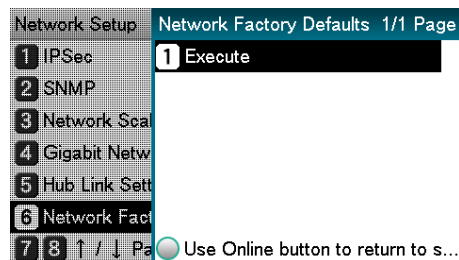 Network Setup
1 IPSec
2 SNMP
3 Network Scal
4 Gigabit Netw
5 Hub Link Sett
6 Network Fact
7 8 ↑ / ↓ Pa
Network Factory Defaults 1/1 Page
1 Execute
Use Online button to return to s...